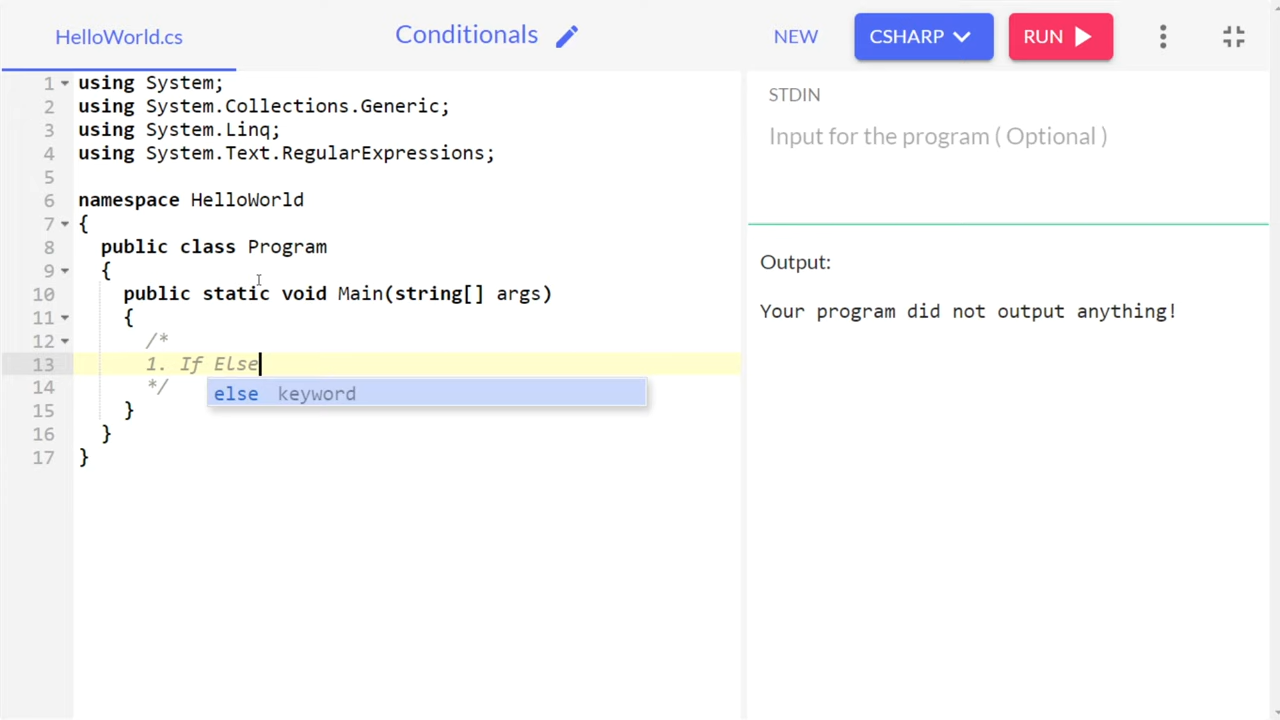 HelloWorld.cs
Conditionals
NEW
CSHARP
RUN
1 using System;
2 using System.Collections.Generic;
3 using System.Linq;
4 using System.Text.RegularExpressions;
5
6 namespace HelloWorld
7 {
8 public class Program
9 {
10 public static void Main(string[] args)
11 {
12 /*
13 1. If Else
14 */
else keyword
15 }
16 }
17 }
STDIN
Input for the program ( Optional )
Output:
Your program did not output anything!